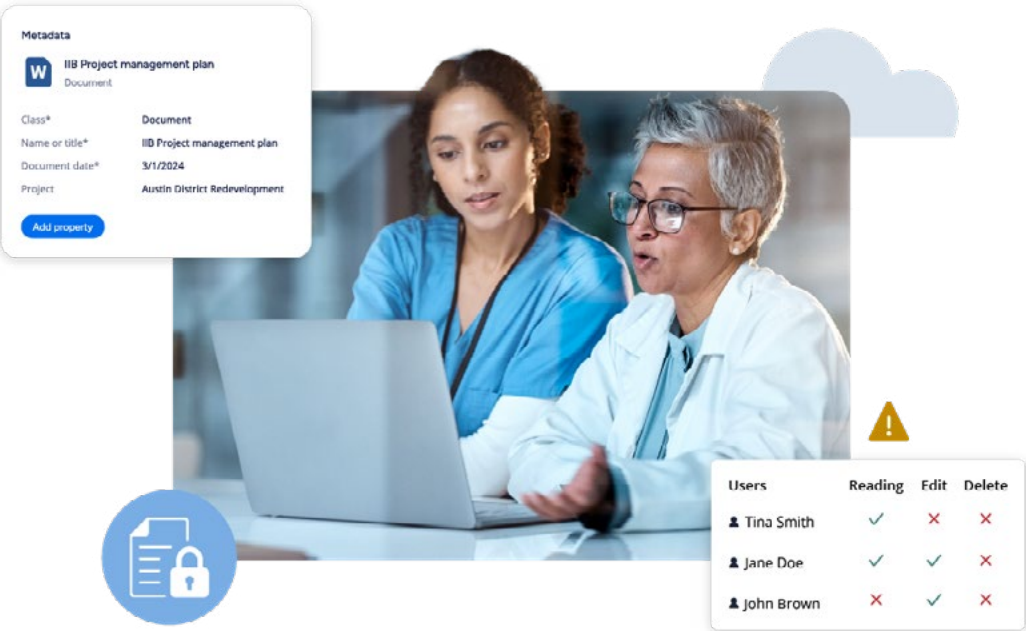 Metadata
W
IIB Project management plan
Document
Class* Document
Name or title* IIB Project management plan
Document date* 3/1/2024
Project Austin District Redevelopment
Add property
!
Users Reading Edit Delete
Tina Smith ✓ ✕ ✕
Jane Doe ✓ ✓ ✕
John Brown ✕ ✓ ✕